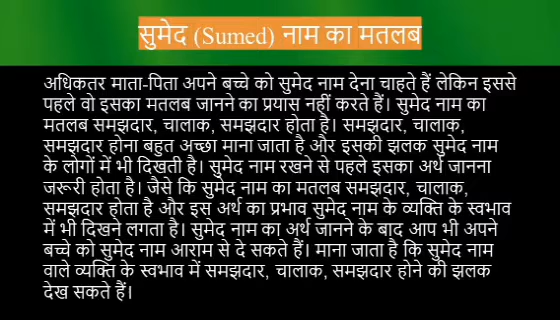 सुमेद (Sumed) नाम का मतलब
अधिकतर माता-पिता अपने बच्चे को सुमेद नाम देना चाहते हैं लेकिन इससे
पहले वो इसका मतलब जानने का प्रयास नहीं करते हैं। सुमेद नाम का
मतलब समझदार, चालाक, समझदार होता है। समझदार, चालाक,
समझदार होना बहुत अच्छा माना जाता है और इसकी झलक सुमेद नाम
के लोगों में भी दिखती है। सुमेद नाम रखने से पहले इसका अर्थ जानना
जरूरी होता है। जैसे कि सुमेद नाम का मतलब समझदार, चालाक,
समझदार होता है और इस अर्थ का प्रभाव सुमेद नाम के व्यक्ति के स्वभाव
में भी दिखने लगता है। सुमेद नाम का अर्थ जानने के बाद आप भी अपने
बच्चे को सुमेद नाम आराम से दे सकते हैं। माना जाता है कि सुमेद नाम
वाले व्यक्ति के स्वभाव में समझदार, चालाक, समझदार होने की झलक
देख सकते हैं।